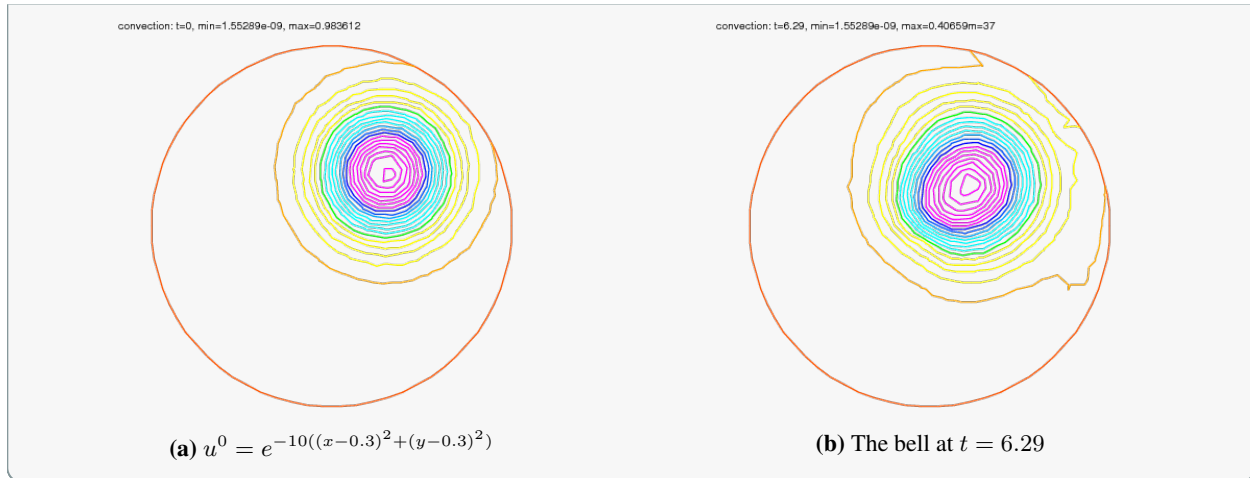 convection: t=0, min=1.55289e-09, max=0.983612
convection: t=6.29, min=1.55289e-09, max=0.40659m=37
(a) u^0 = e^{-10((x-0.3)^2+(y-0.3)^2)}
(b) The bell at t = 6.29